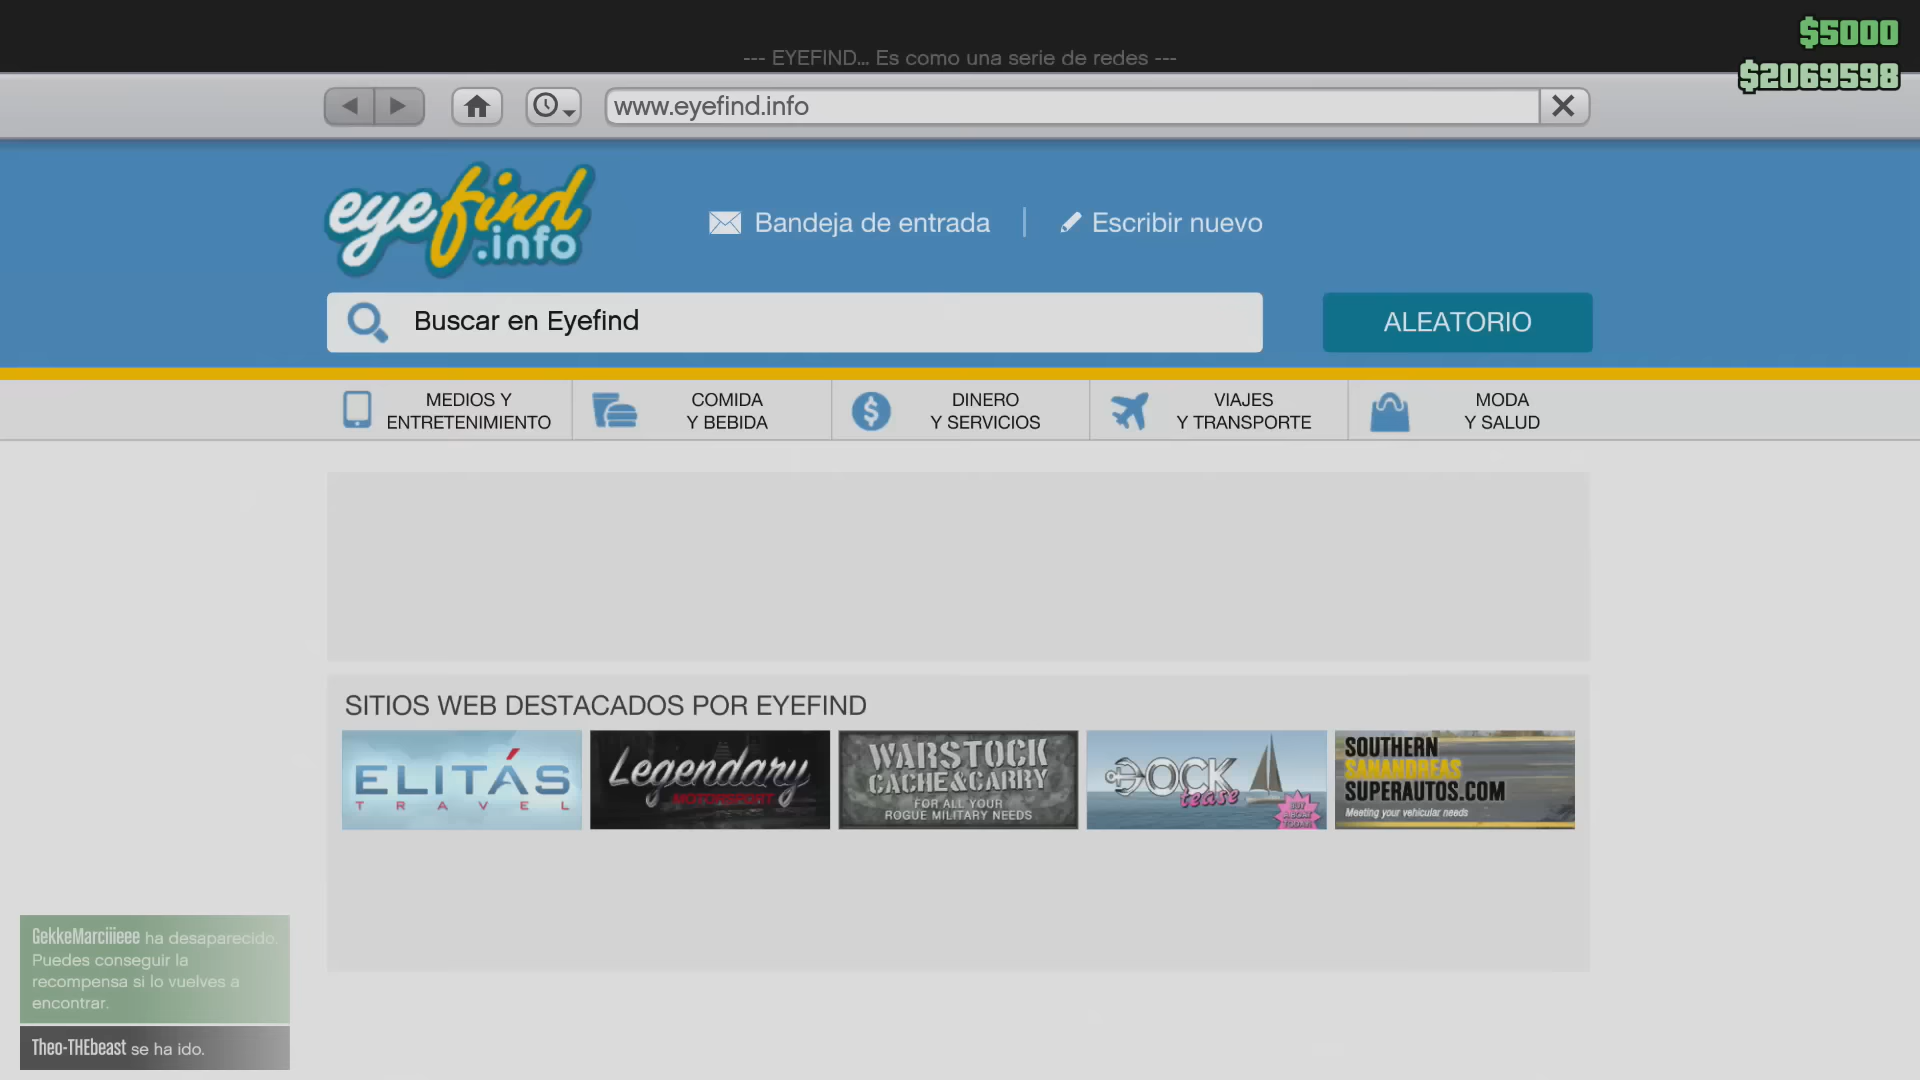 $5000
--- EYEFIND... Es como una serie de redes ---
$2069598
www.eyefind.info
eyefind
.info
Bandeja de entrada
Escribir nuevo
Buscar en Eyefind
ALEATORIO
MEDIOS Y
ENTRETENIMIENTO
COMIDA
Y BEBIDA
DINERO
Y SERVICIOS
VIAJES
Y TRANSPORTE
MODA
Y SALUD
SITIOS WEB DESTACADOS POR EYEFIND
ELITÁS
TRAVEL
Legendary
MOTORSPORT
WARSTOCK
CACHE&CARRY
FOR ALL YOUR
ROGUE MILITARY NEEDS
DOCK
tease
BUY
A BOAT
TODAY!
SOUTHERN
SANANDREAS
SUPERAUTOS.COM
Meeting your vehicular needs
GekkeMarciiieee ha desaparecido.
Puedes conseguir la
recompensa si lo vuelves a
encontrar.
Theo-THEbeast se ha ido.